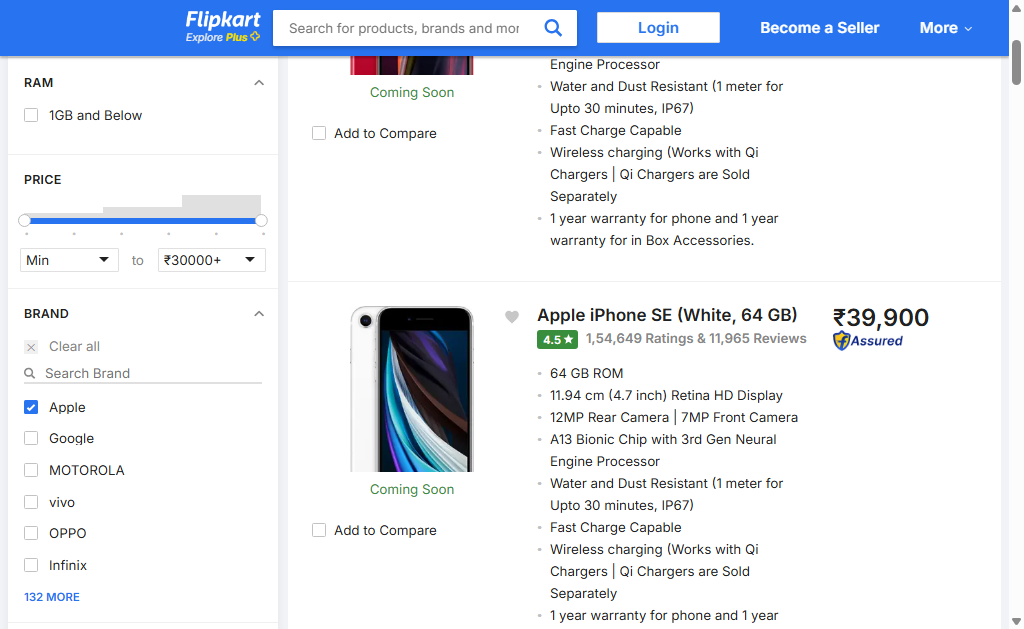 Flipkart
Explore Plus
Search for products, brands and mor
Login
Become a Seller
More
RAM
1GB and Below
PRICE
Min
to
₹30000+
BRAND
Clear all
Search Brand
Apple
Google
MOTOROLA
vivo
OPPO
Infinix
132 MORE
Coming Soon
Add to Compare
Engine Processor
Water and Dust Resistant (1 meter for
Upto 30 minutes, IP67)
Fast Charge Capable
Wireless charging (Works with Qi
Chargers | Qi Chargers are Sold
Separately
1 year warranty for phone and 1 year
warranty for in Box Accessories.
Coming Soon
Add to Compare
Apple iPhone SE (White, 64 GB)
4.5★ 1,54,649 Ratings & 11,965 Reviews
64 GB ROM
11.94 cm (4.7 inch) Retina HD Display
12MP Rear Camera | 7MP Front Camera
A13 Bionic Chip with 3rd Gen Neural
Engine Processor
Water and Dust Resistant (1 meter for
Upto 30 minutes, IP67)
Fast Charge Capable
Wireless charging (Works with Qi
Chargers | Qi Chargers are Sold
Separately
1 year warranty for phone and 1 year
₹39,900
Assured